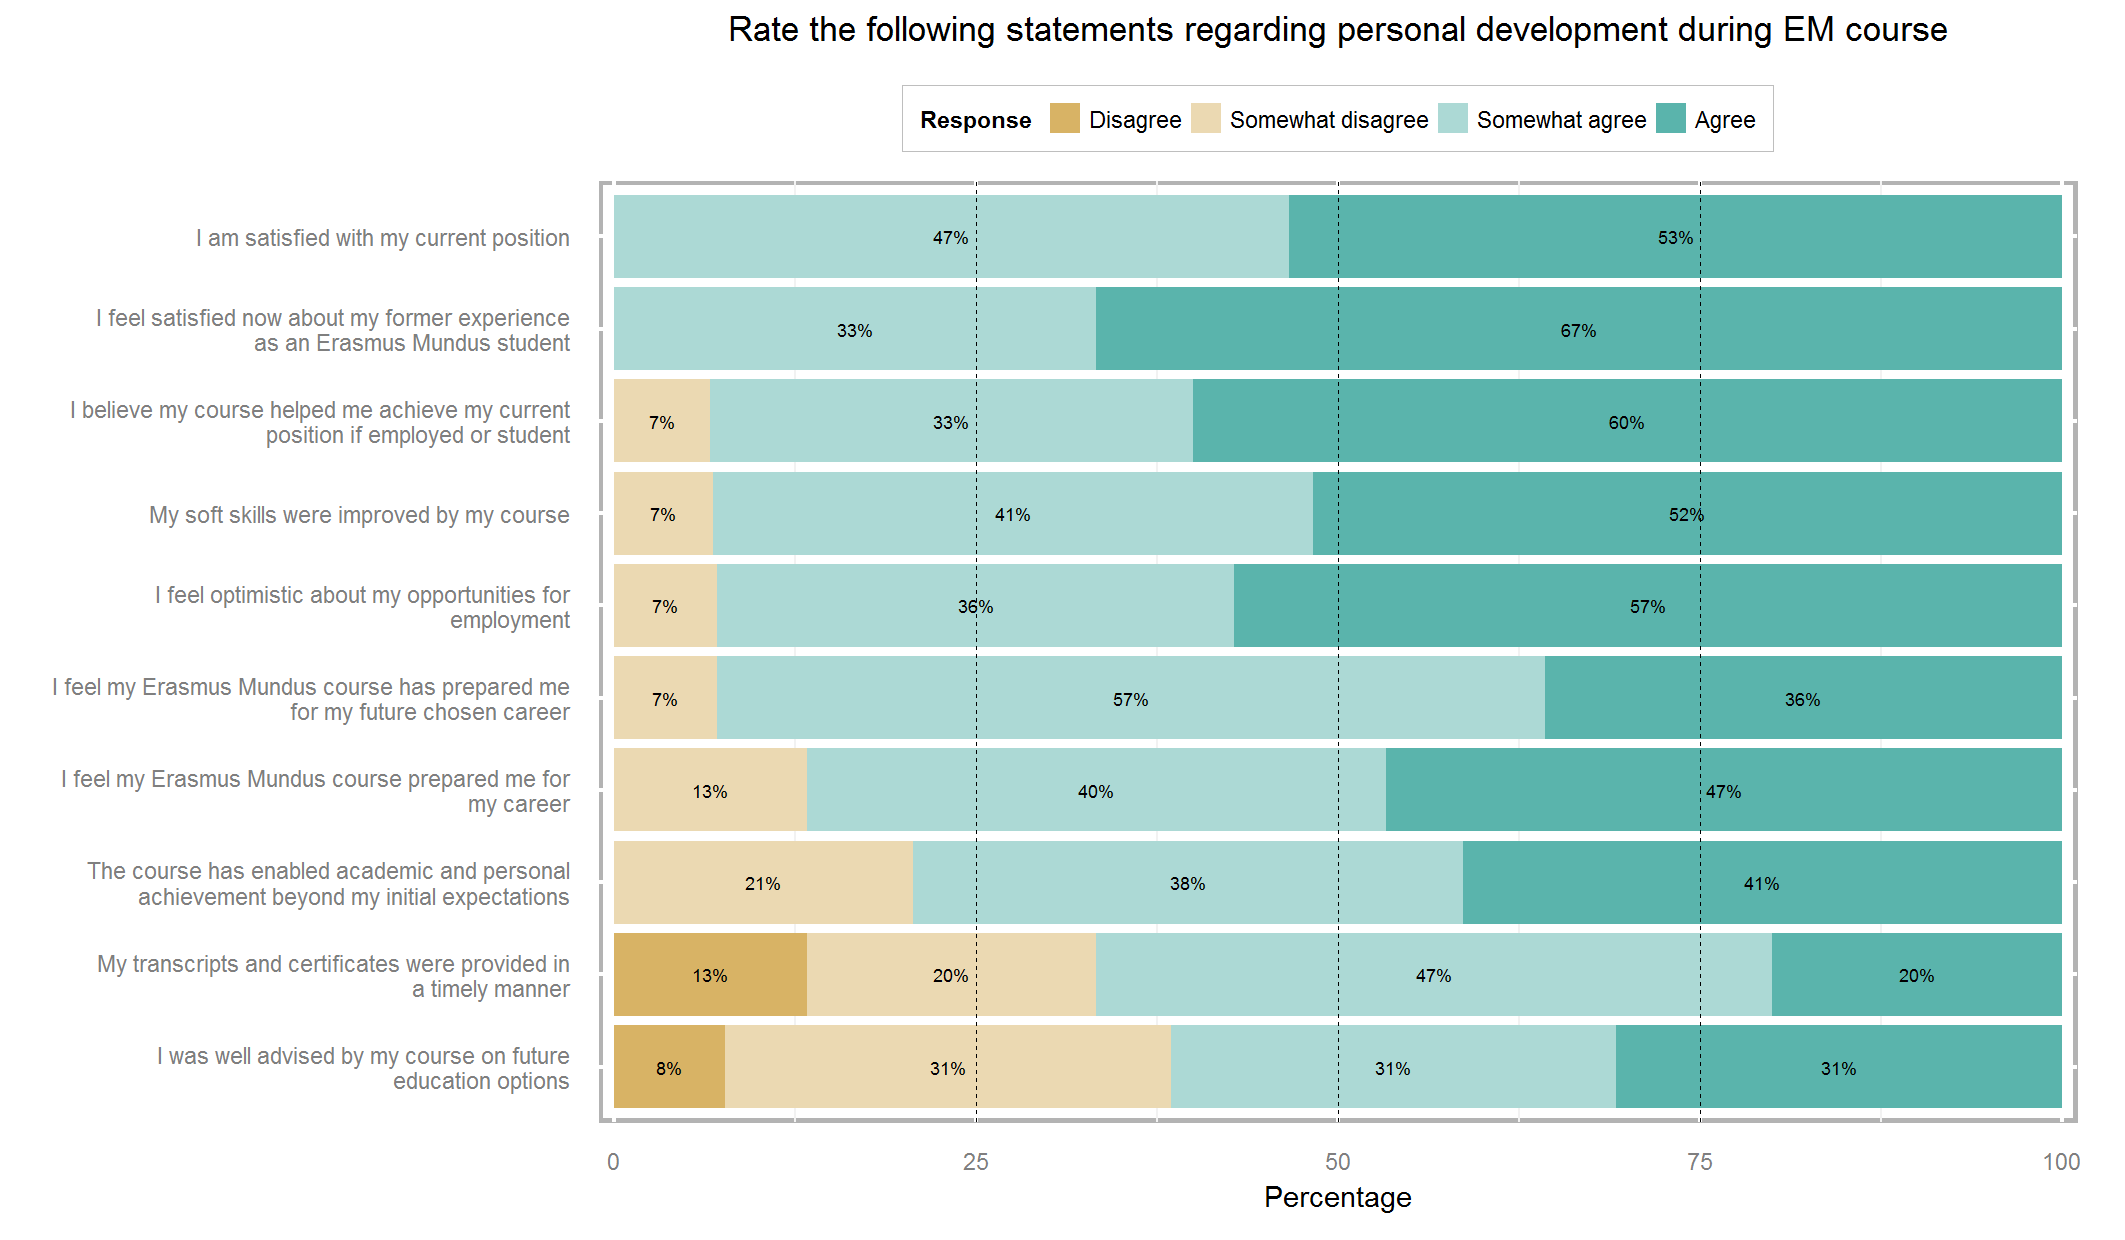 Rate the following statements regarding personal development during EM course
Response Disagree Somewhat disagree Somewhat agree Agree
I am satisfied with my current position
47% 53%
I feel satisfied now about my former experience
as an Erasmus Mundus student
33% 67%
I believe my course helped me achieve my current
position if employed or student
7% 33% 60%
My soft skills were improved by my course
7% 41% 52%
I feel optimistic about my opportunities for
employment
7% 36% 57%
I feel my Erasmus Mundus course has prepared me
for my future chosen career
7% 57% 36%
I feel my Erasmus Mundus course prepared me for
my career
13% 40% 47%
The course has enabled academic and personal
achievement beyond my initial expectations
21% 38% 41%
My transcripts and certificates were provided in
a timely manner
13% 20% 47% 20%
I was well advised by my course on future
education options
8% 31% 31% 31%
0 25 50 75 100
Percentage